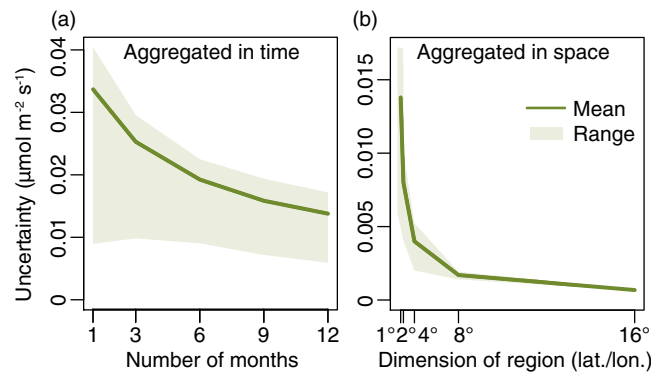 (a)
Aggregated in time
Uncertainty (μmol m⁻² s⁻¹)
0.04
0.03
0.02
0.01
0
1 3 6 9 12
Number of months
(b)
Aggregated in space
Mean
Range
0.015
0.010
0.005
0
1° 2° 4° 8° 16°
Dimension of region (lat./lon.)